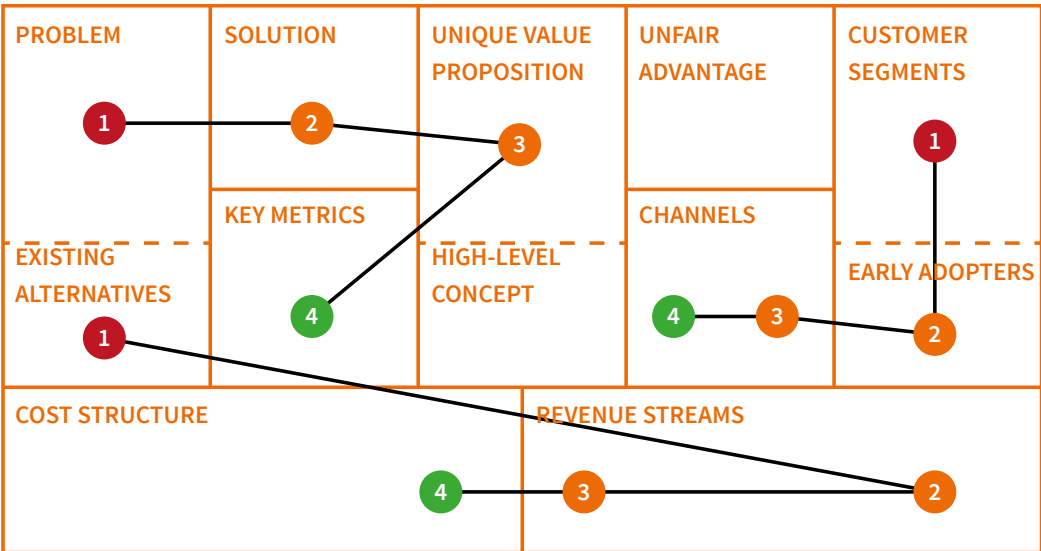 PROBLEM
1
EXISTING
ALTERNATIVES
1
SOLUTION
2
KEY METRICS
4
UNIQUE VALUE
PROPOSITION
3
HIGH-LEVEL
CONCEPT
UNFAIR
ADVANTAGE
CHANNELS
4 3
CUSTOMER
SEGMENTS
1
EARLY ADOPTERS
2
COST STRUCTURE
4
REVENUE STREAMS
3 2